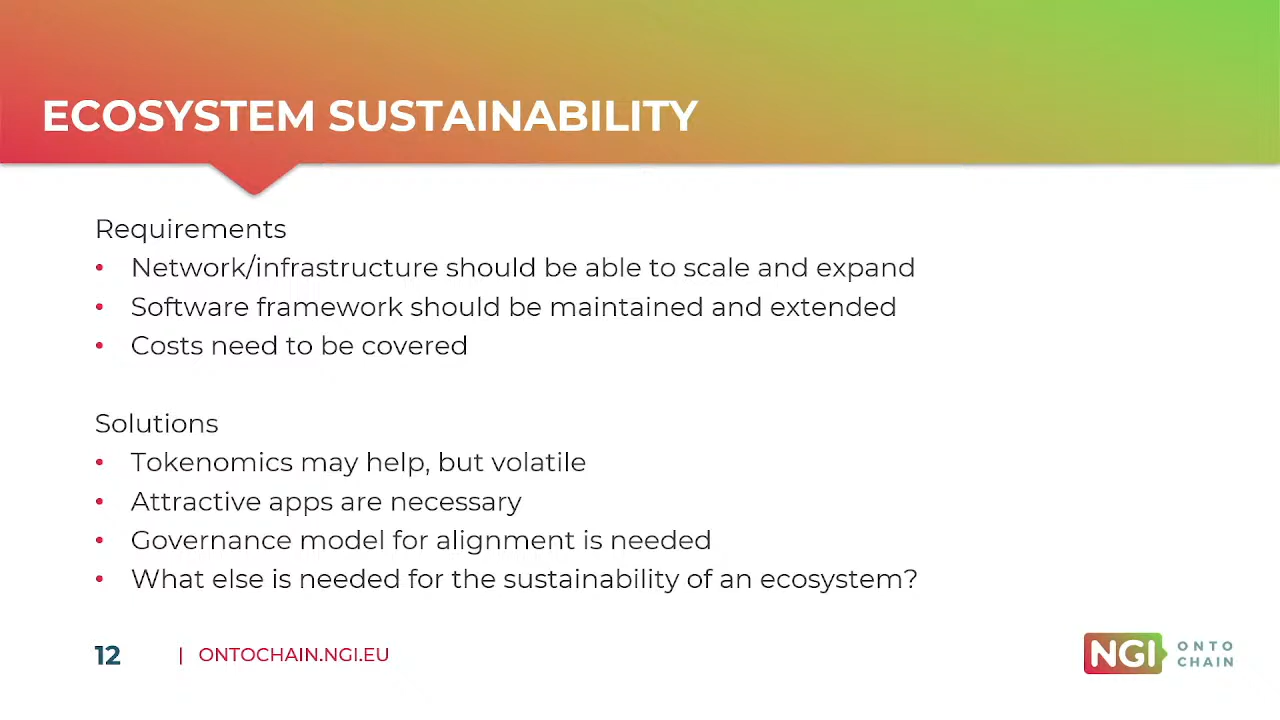 ECOSYSTEM SUSTAINABILITY
Requirements
• Network/infrastructure should be able to scale and expand
• Software framework should be maintained and extended
• Costs need to be covered
Solutions
• Tokenomics may help, but volatile
• Attractive apps are necessary
• Governance model for alignment is needed
• What else is needed for the sustainability of an ecosystem?
12 | ONTOCHAIN.NGI.EU
NGI ONTO
CHAIN